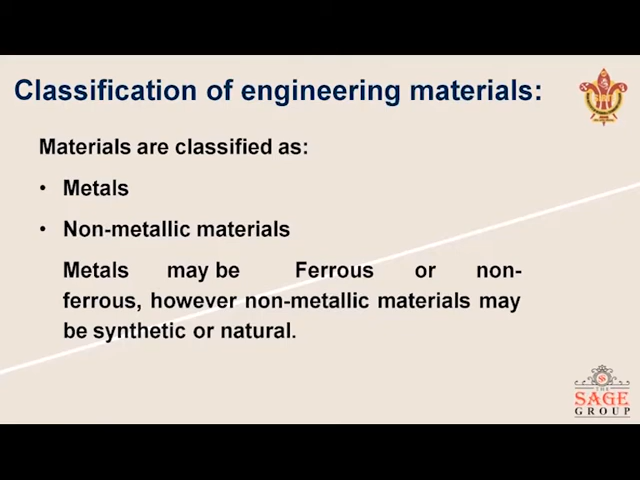 Classification of engineering materials:
Materials are classified as:
• Metals
• Non-metallic materials
Metals may be Ferrous or non-
ferrous, however non-metallic materials may
be synthetic or natural.
THE
SAGE
GROUP